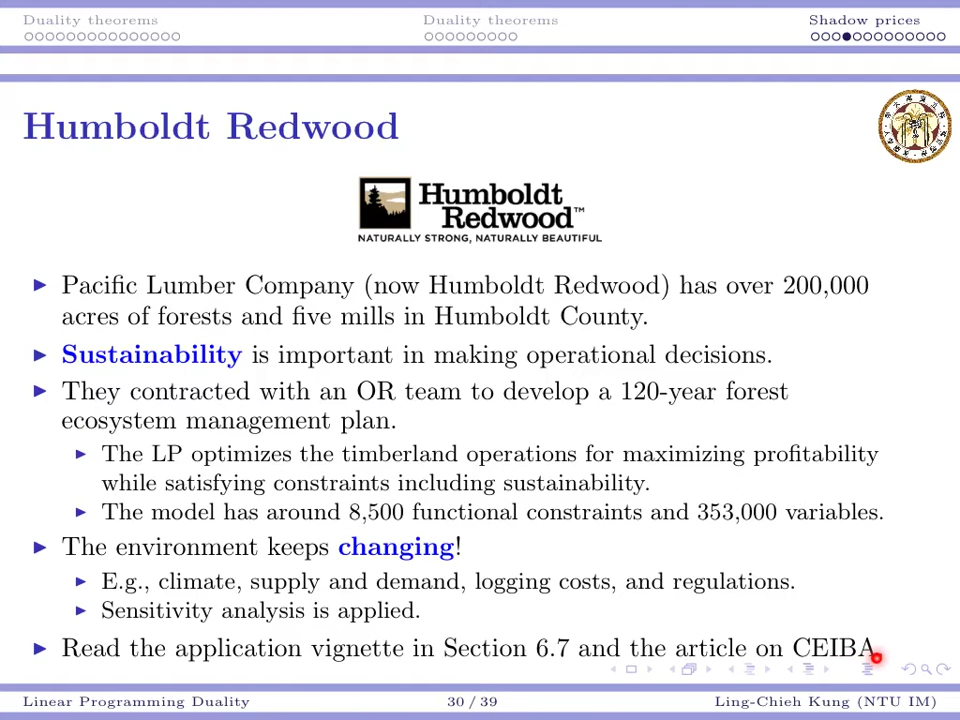 Duality theorems Duality theorems Shadow prices
Humboldt Redwood
Humboldt
Redwood™
NATURALLY STRONG, NATURALLY BEAUTIFUL
▶ Pacific Lumber Company (now Humboldt Redwood) has over 200,000
acres of forests and five mills in Humboldt County.
▶ Sustainability is important in making operational decisions.
▶ They contracted with an OR team to develop a 120-year forest
ecosystem management plan.
▶ The LP optimizes the timberland operations for maximizing profitability
while satisfying constraints including sustainability.
▶ The model has around 8,500 functional constraints and 353,000 variables.
▶ The environment keeps changing!
▶ E.g., climate, supply and demand, logging costs, and regulations.
▶ Sensitivity analysis is applied.
▶ Read the application vignette in Section 6.7 and the article on CEIBA.
Linear Programming Duality 30 / 39 Ling-Chieh Kung (NTU IM)